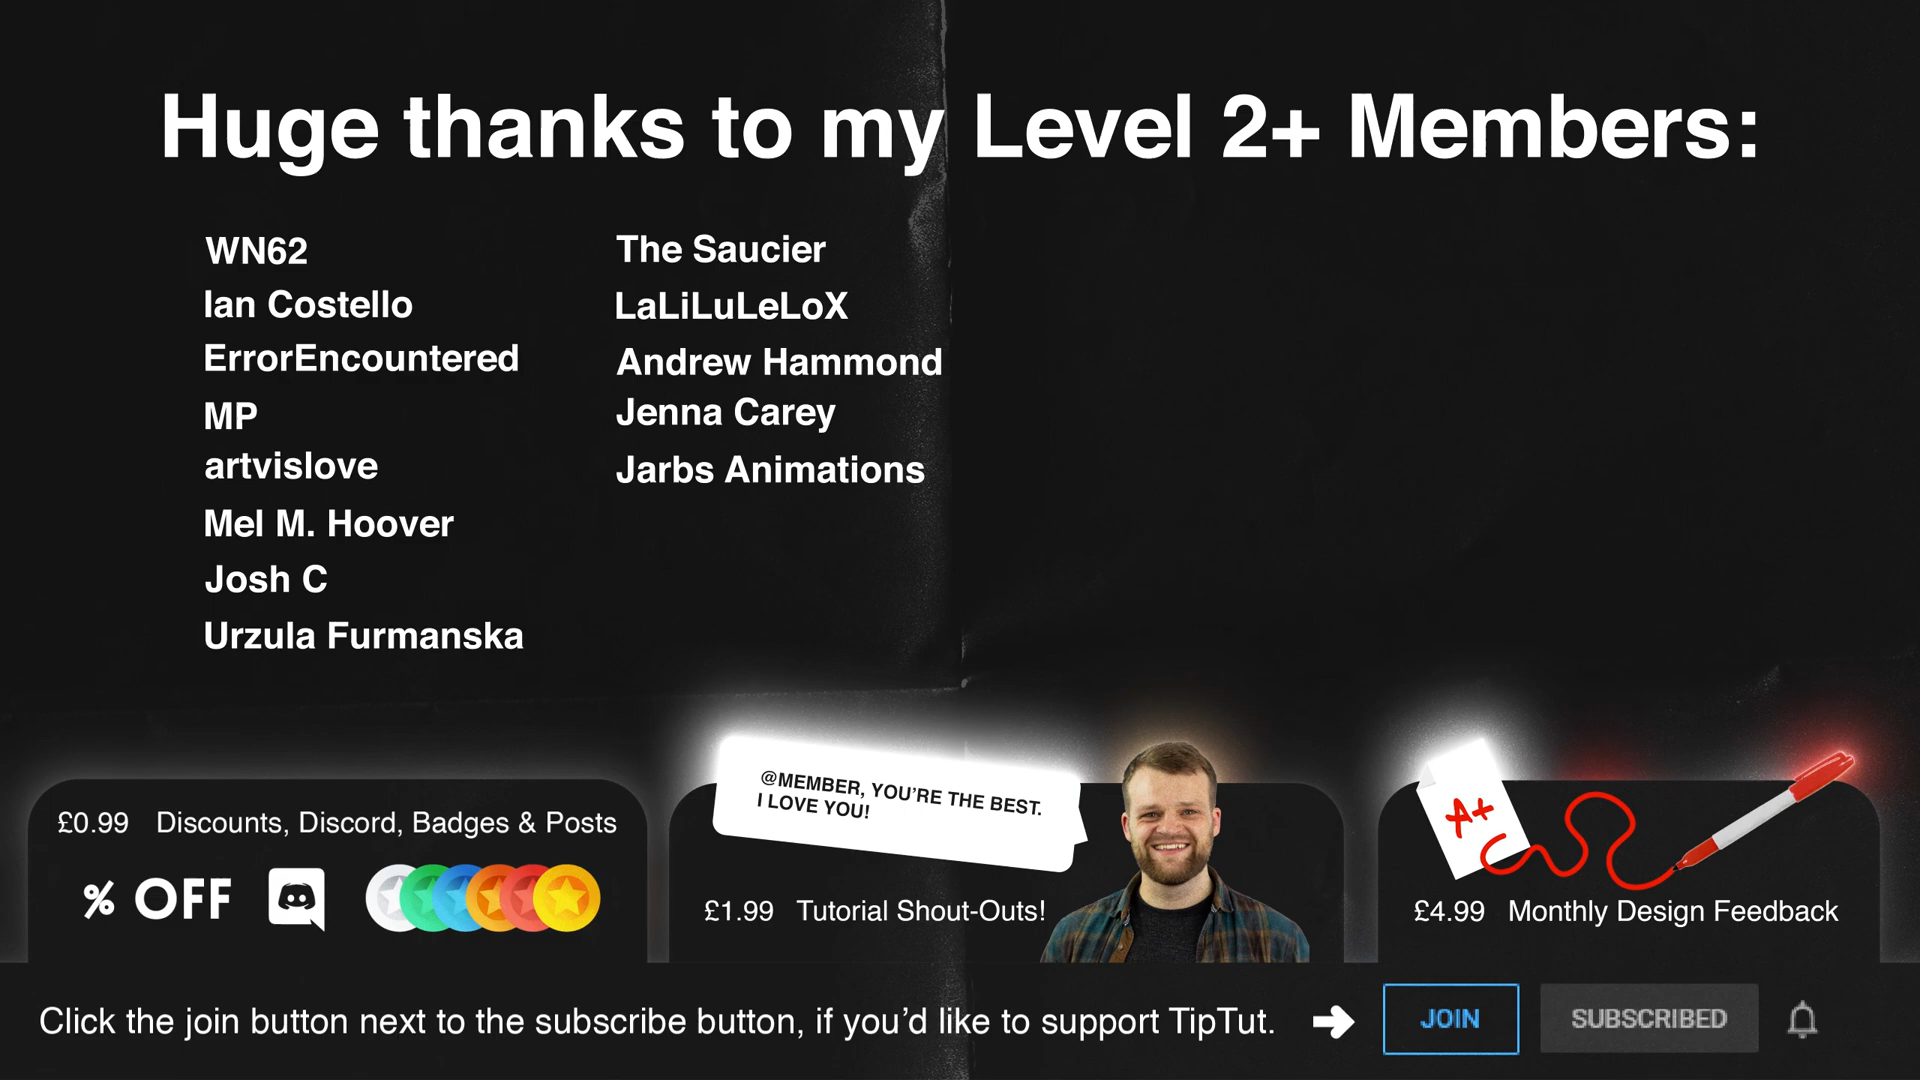 Huge thanks to my Level 2+ Members:
WN62
Ian Costello
ErrorEncountered
MP
artvislove
Mel M. Hoover
Josh C
Urzula Furmanska
The Saucier
LaLiLuLeLoX
Andrew Hammond
Jenna Carey
Jarbs Animations
£0.99 Discounts, Discord, Badges & Posts
% OFF
@MEMBER, YOU’RE THE BEST.
I LOVE YOU!
£1.99 Tutorial Shout-Outs!
A+
£4.99 Monthly Design Feedback
Click the join button next to the subscribe button, if you’d like to support TipTut.
JOIN
SUBSCRIBED